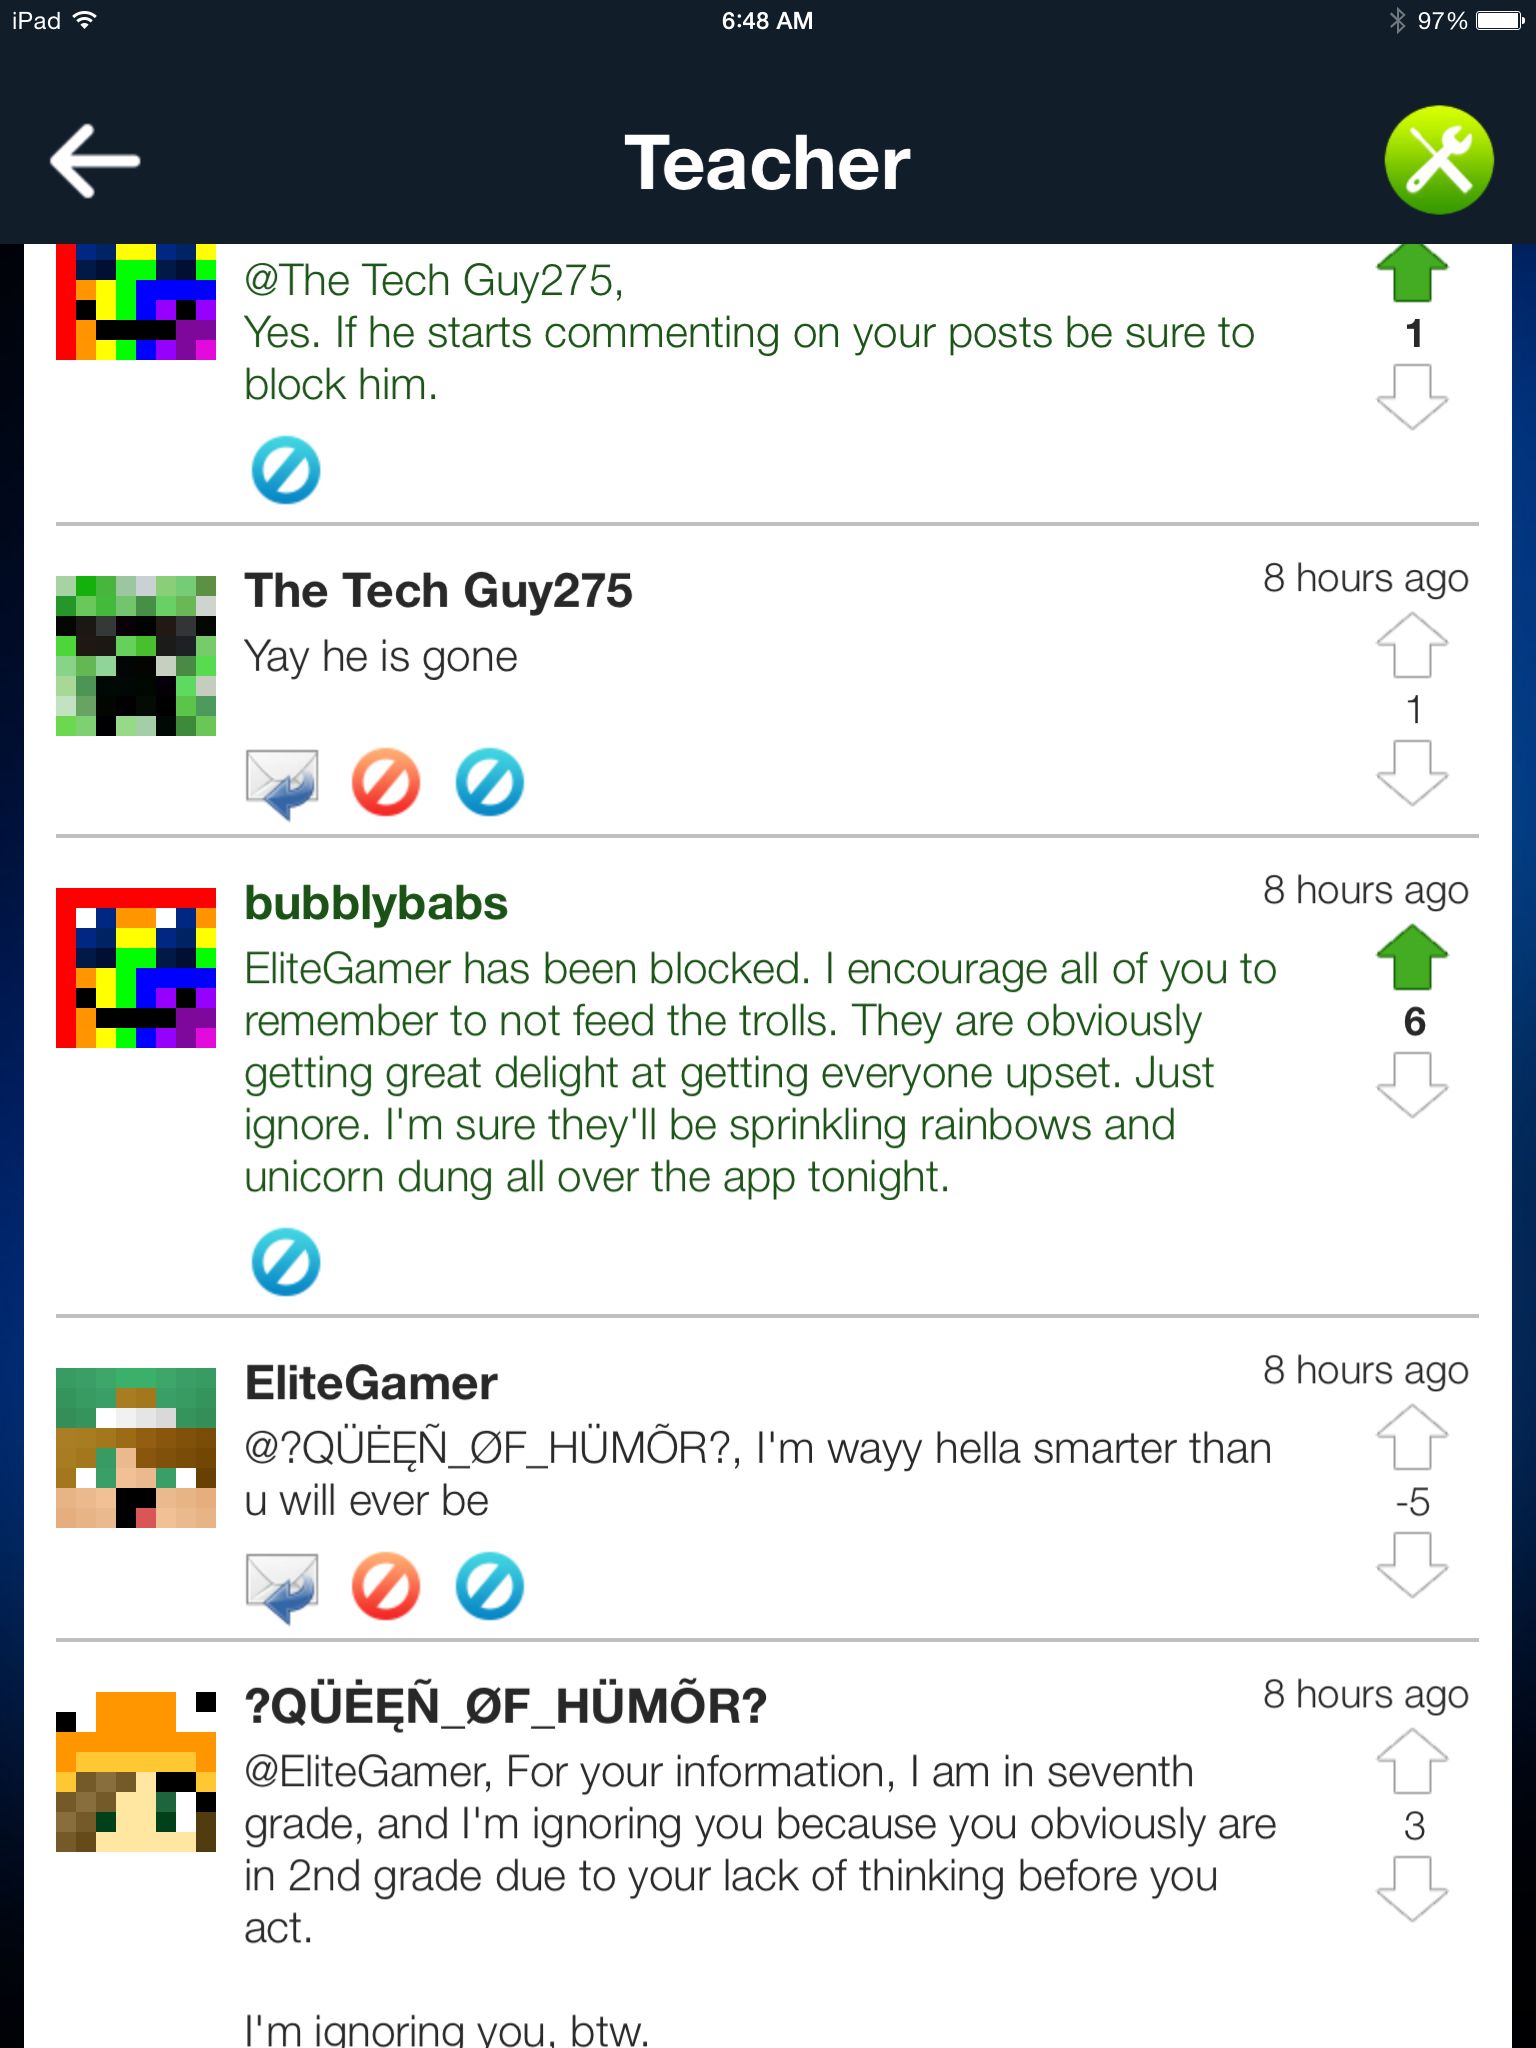 iPad 6:48 AM 97%
Teacher
@The Tech Guy275,
Yes. If he starts commenting on your posts be sure to
block him.
1
The Tech Guy275
8 hours ago
Yay he is gone
1
bubblybabs
8 hours ago
EliteGamer has been blocked. I encourage all of you to
remember to not feed the trolls. They are obviously
getting great delight at getting everyone upset. Just
ignore. I'm sure they'll be sprinkling rainbows and
unicorn dung all over the app tonight.
6
EliteGamer
8 hours ago
@?QÜĖĘÑ_ØF_HÜMÕR?, I'm wayy hella smarter than
u will ever be
-5
?QÜĖĘÑ_ØF_HÜMÕR?
8 hours ago
@EliteGamer, For your information, I am in seventh
grade, and I'm ignoring you because you obviously are
in 2nd grade due to your lack of thinking before you
act.
3
I'm ignoring you, btw.